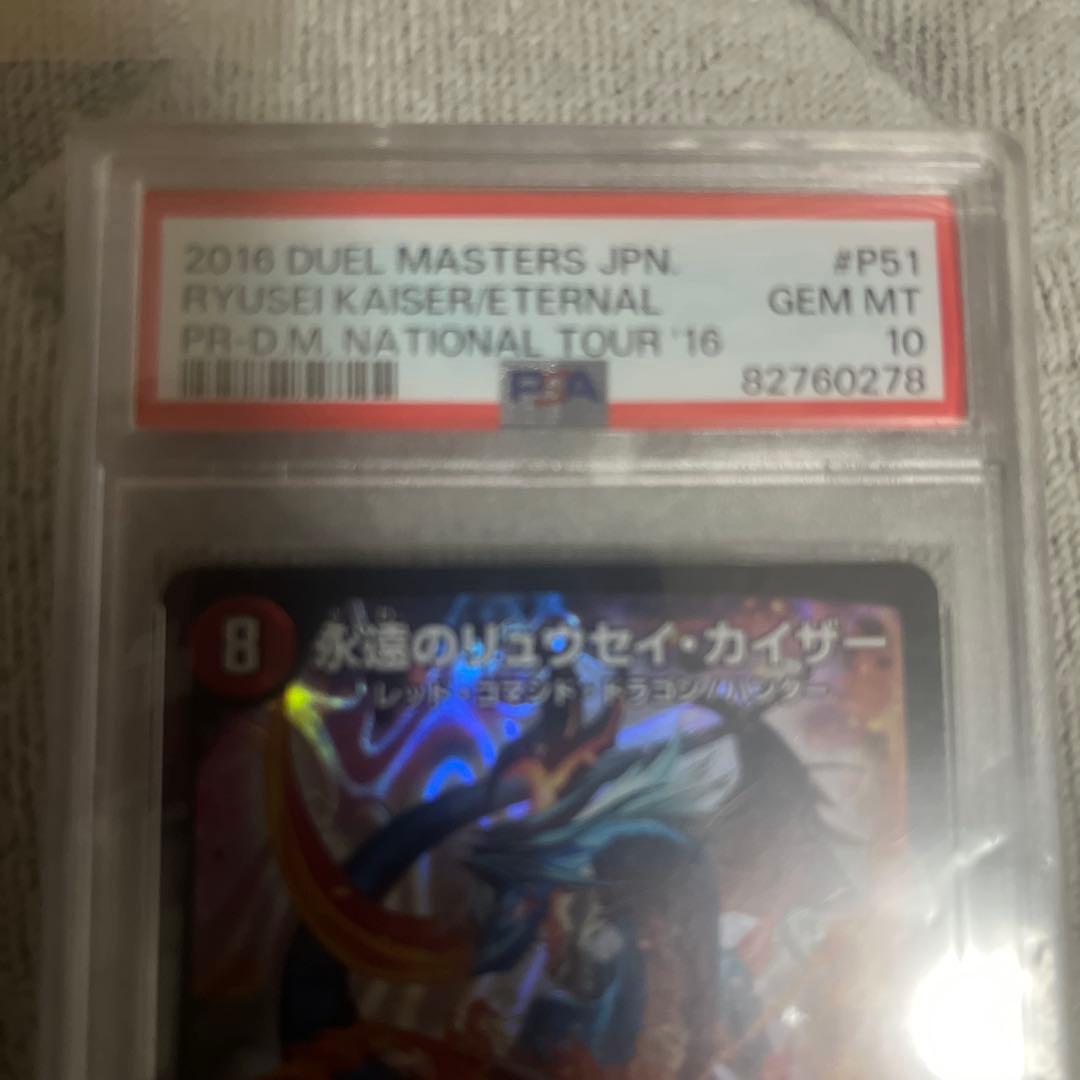 2016 DUEL MASTERS JPN. #P51
RYUSEI KAISER/ETERNAL GEM MT
PR-D.M. NATIONAL TOUR '16 10
82760278
PSA
8 永遠のリュウセイ・カイザー
レッド・コマンド・ドラゴン/ハンター